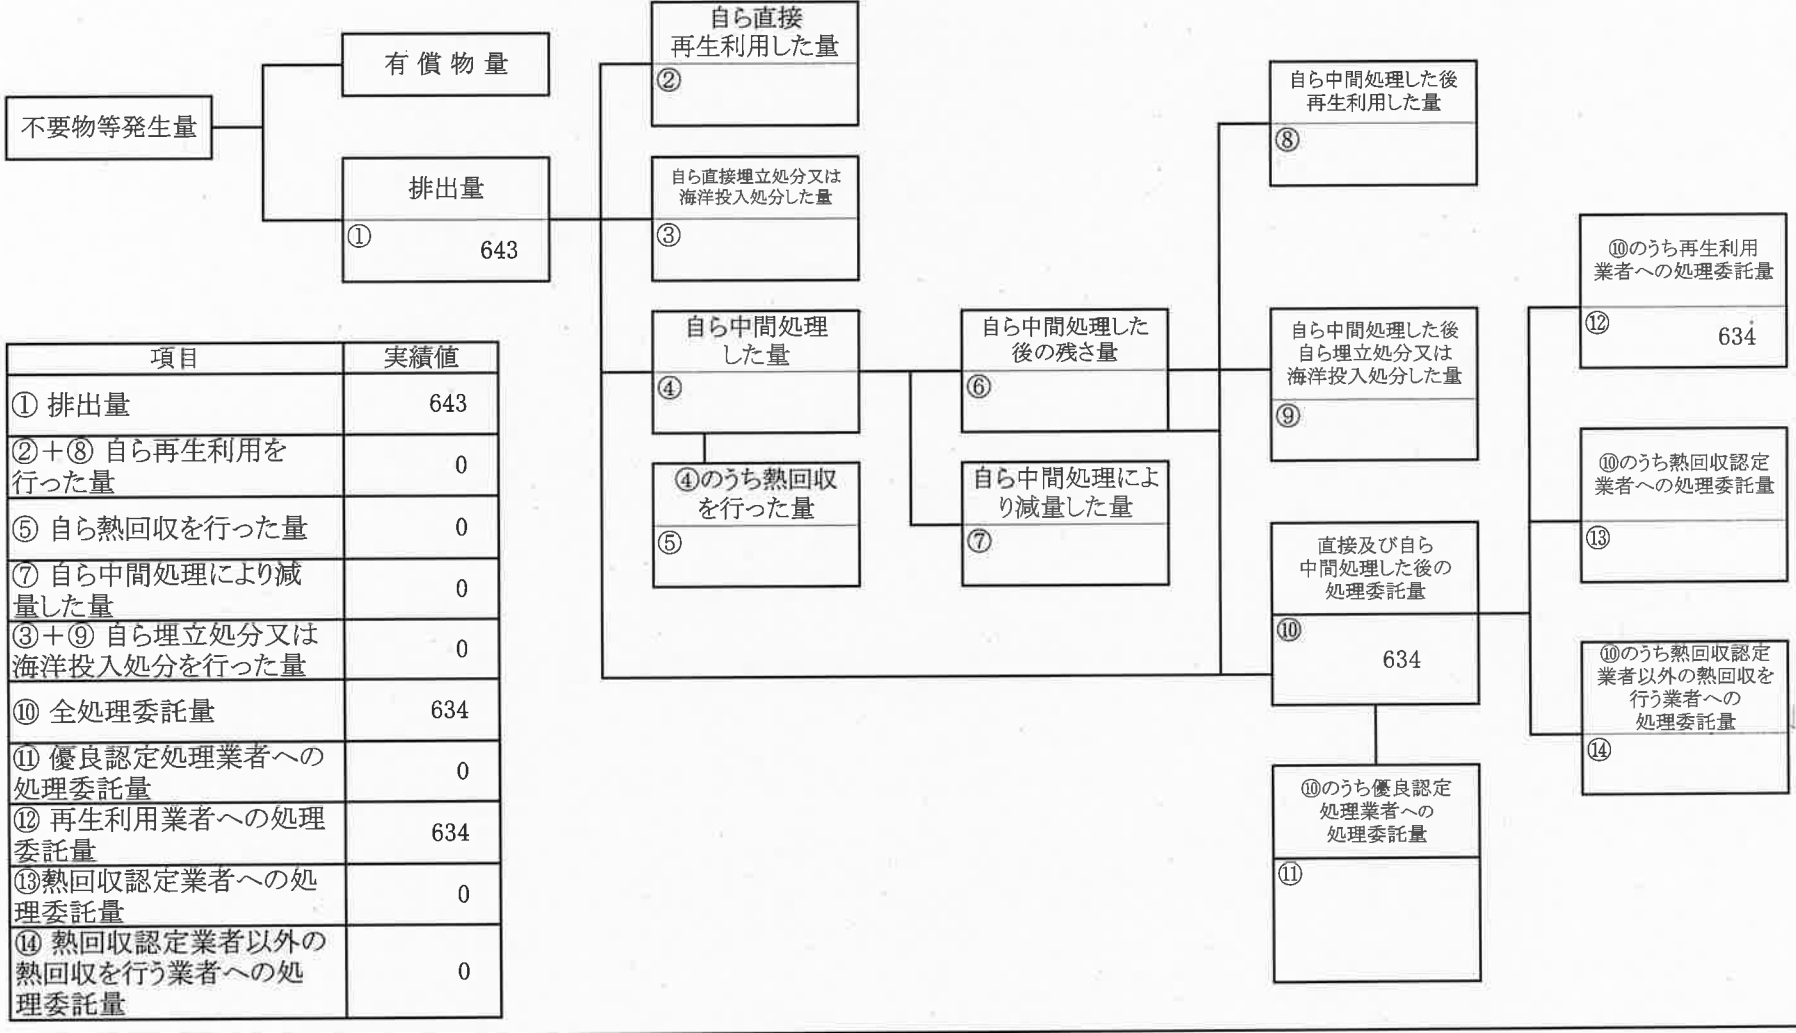 不要物等発生量
有償物量
排出量
①
643
自ら直接
再生利用した量
②
自ら直接埋立処分又は
海洋投入処分した量
③
自ら中間処理
した量
④
④のうち熱回収
を行った量
⑤
自ら中間処理した
後の残さ量
⑥
自ら中間処理によ
り減量した量
⑦
自ら中間処理した後
再生利用した量
⑧
自ら中間処理した後
自ら埋立処分又は
海洋投入処分した量
⑨
直接及び自ら
中間処理した後の
処理委託量
⑩
634
⑩のうち優良認定
処理業者への
処理委託量
⑪
⑩のうち再生利用
業者への処理委託量
⑫
634
⑩のうち熱回収認定
業者への処理委託量
⑬
⑩のうち熱回収認定
業者以外の熱回収を
行う業者への
処理委託量
⑭
項目 実績値
① 排出量 643
②+⑧ 自ら再生利用を
行った量 0
⑤ 自ら熱回収を行った量 0
⑦ 自ら中間処理により減
量した量 0
③+⑨ 自ら埋立処分又は
海洋投入処分を行った量 0
⑩ 全処理委託量 634
⑪ 優良認定処理業者への
処理委託量 0
⑫ 再生利用業者への処理
委託量 634
⑬熱回収認定業者への処
理委託量 0
⑭ 熱回収認定業者以外の
熱回収を行う業者への処
理委託量 0